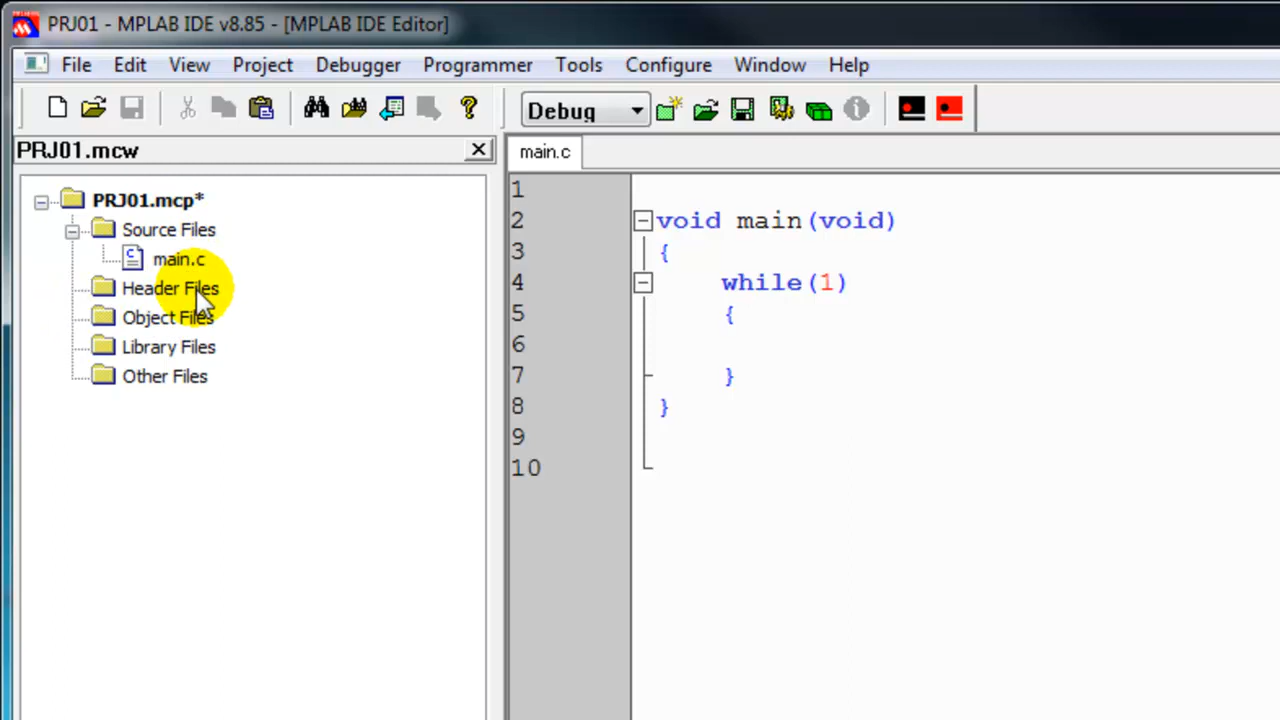 PRJ01 - MPLAB IDE v8.85 - [MPLAB IDE Editor]
File Edit View Project Debugger Programmer Tools Configure Window Help
Debug
PRJ01.mcw
main.c
PRJ01.mcp*
Source Files
main.c
Header Files
Object Files
Library Files
Other Files
1
2 void main(void)
3 {
4 while(1)
5 {
6
7 }
8 }
9
10